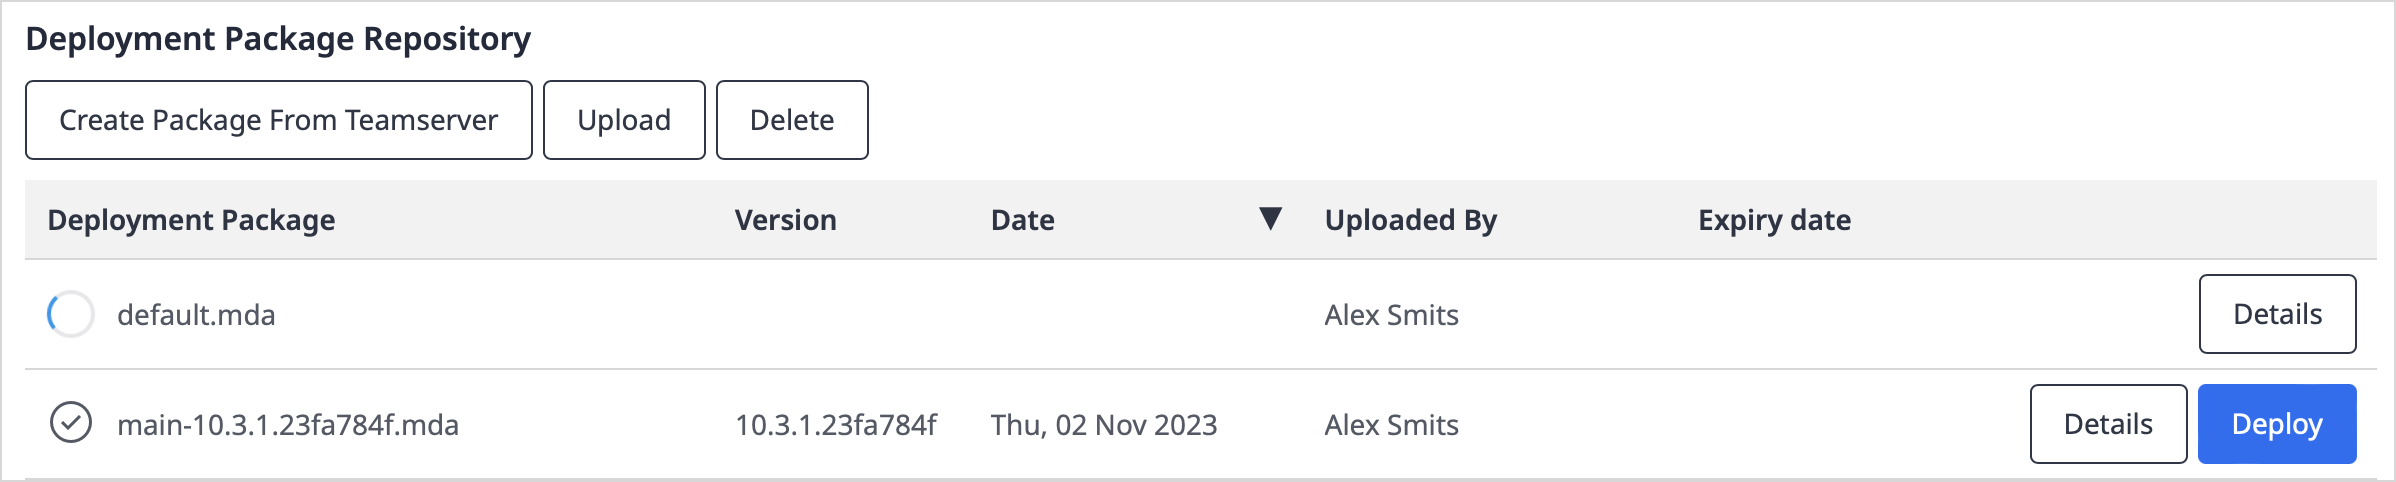 Deployment Package Repository
Create Package From Teamserver Upload Delete
Deployment Package Version Date ▼ Uploaded By Expiry date
default.mda Alex Smits Details
main-10.3.1.23fa784f.mda 10.3.1.23fa784f Thu, 02 Nov 2023 Alex Smits Details Deploy